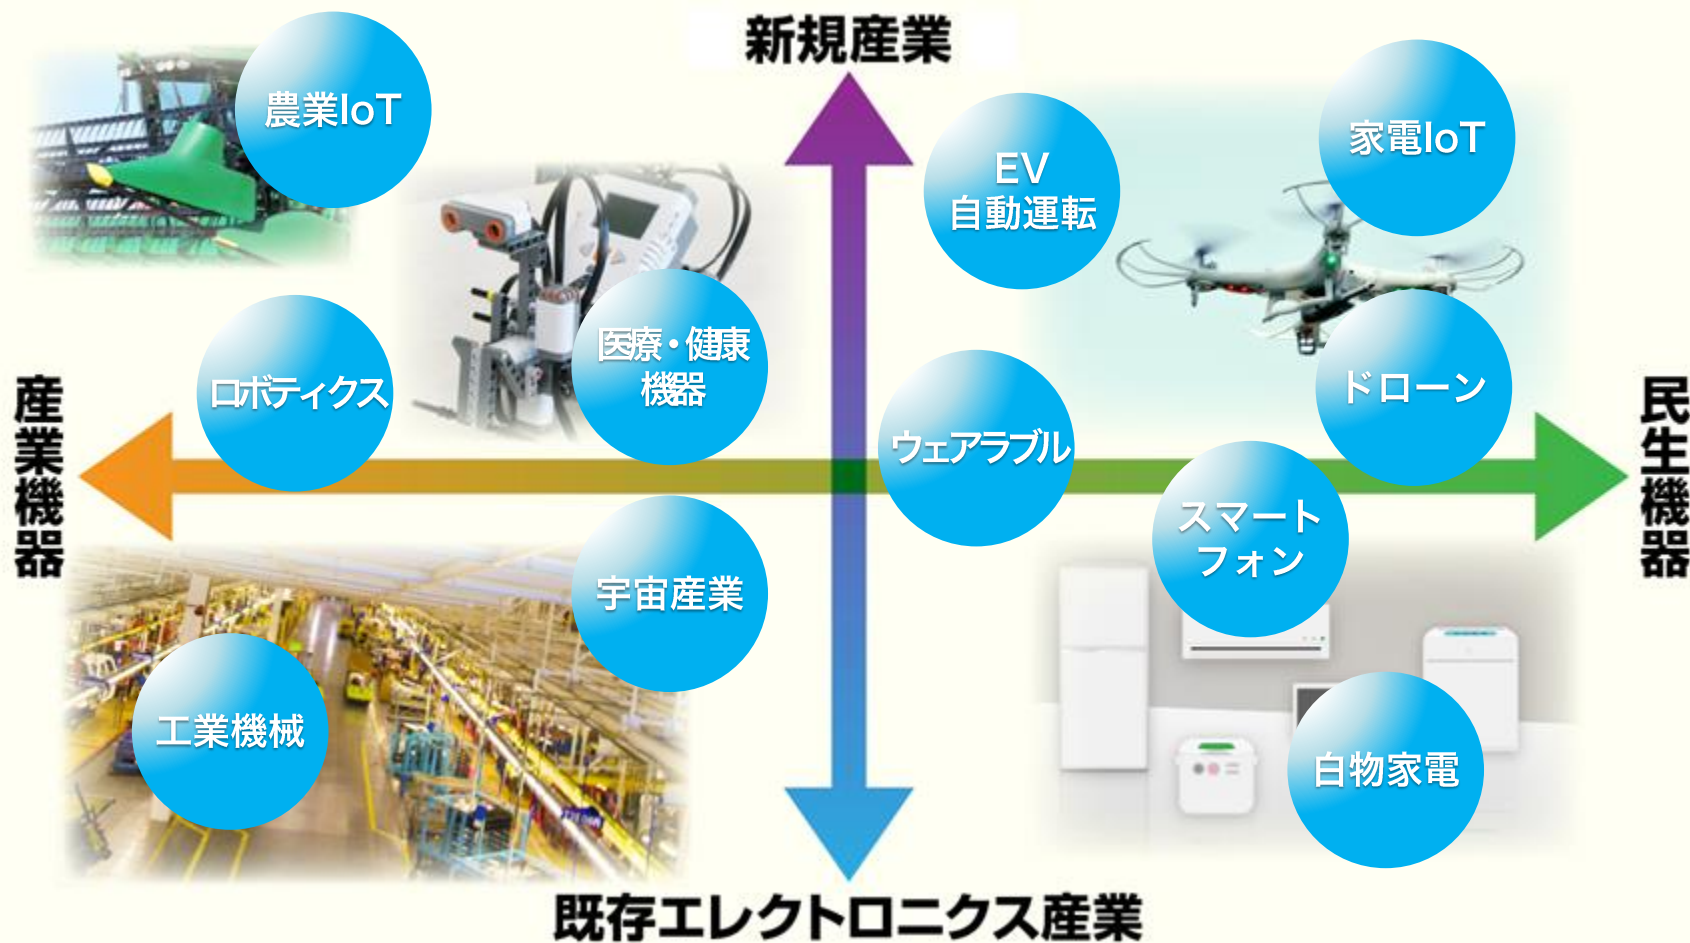 新規産業
農業IoT
家電IoT
EV
自動運転
医療・健康
機器
ロボティクス
ドローン
ウェアラブル
産業機器
民生機器
スマート
フォン
宇宙産業
工業機械
白物家電
既存エレクトロニクス産業